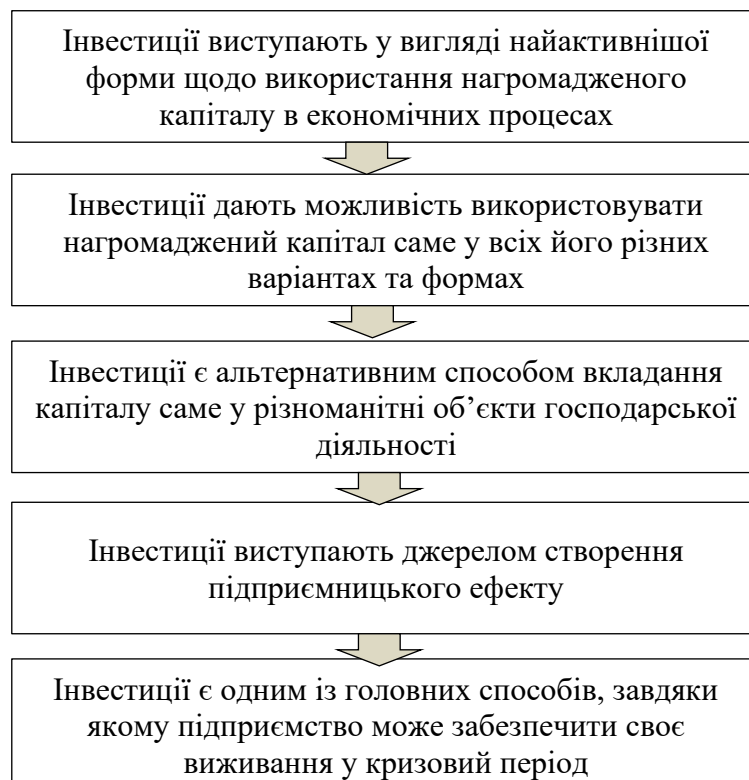 Інвестиції виступають у вигляді найактивнішої
форми щодо використання нагромадженого
капіталу в економічних процесах
Інвестиції дають можливість використовувати
нагромаджений капітал саме у всіх його різних
варіантах та формах
Інвестиції є альтернативним способом вкладання
капіталу саме у різноманітні об’єкти господарської
діяльності
Інвестиції виступають джерелом створення
підприємницького ефекту
Інвестиції є одним із головних способів, завдяки
якому підприємство може забезпечити своє
виживання у кризовий період